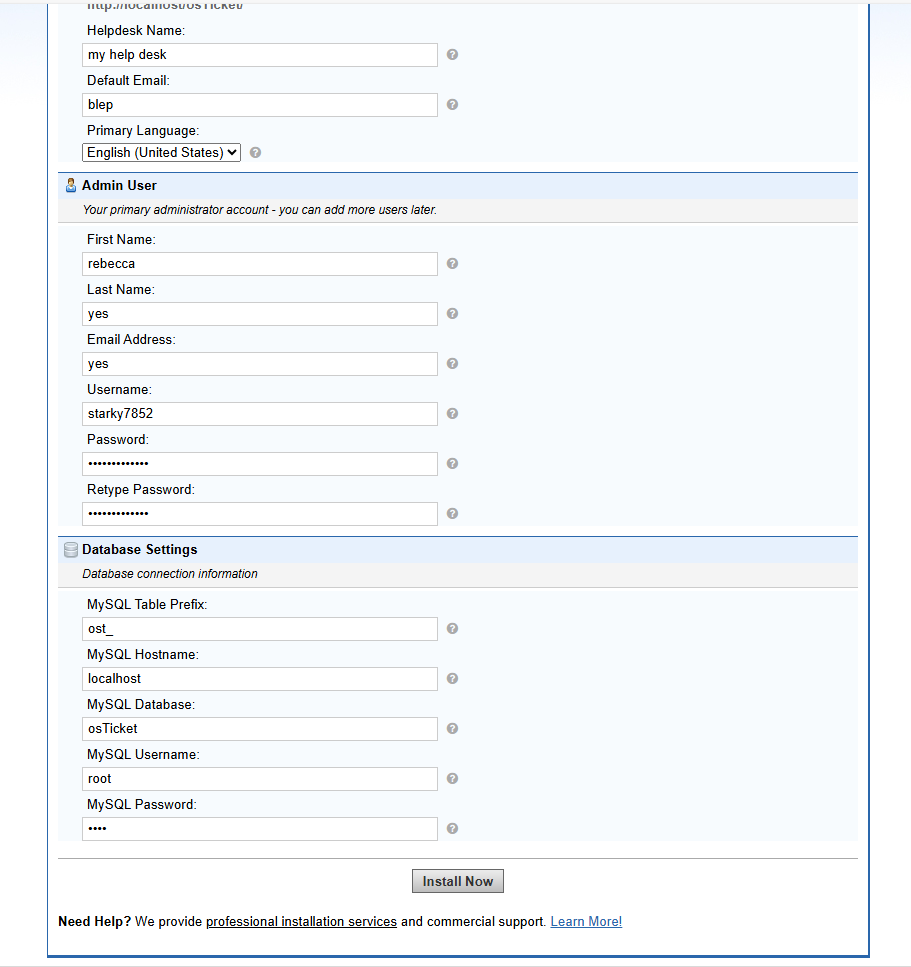 http://localhost/osTicket/
Helpdesk Name:
my help desk
Default Email:
blep
Primary Language:
English (United States)
Admin User
Your primary administrator account - you can add more users later.
First Name:
rebecca
Last Name:
yes
Email Address:
yes
Username:
starky7852
Password:
•••••••••••••
Retype Password:
•••••••••••••
Database Settings
Database connection information
MySQL Table Prefix:
ost_
MySQL Hostname:
localhost
MySQL Database:
osTicket
MySQL Username:
root
MySQL Password:
••••
Install Now
Need Help? We provide professional installation services and commercial support. Learn More!